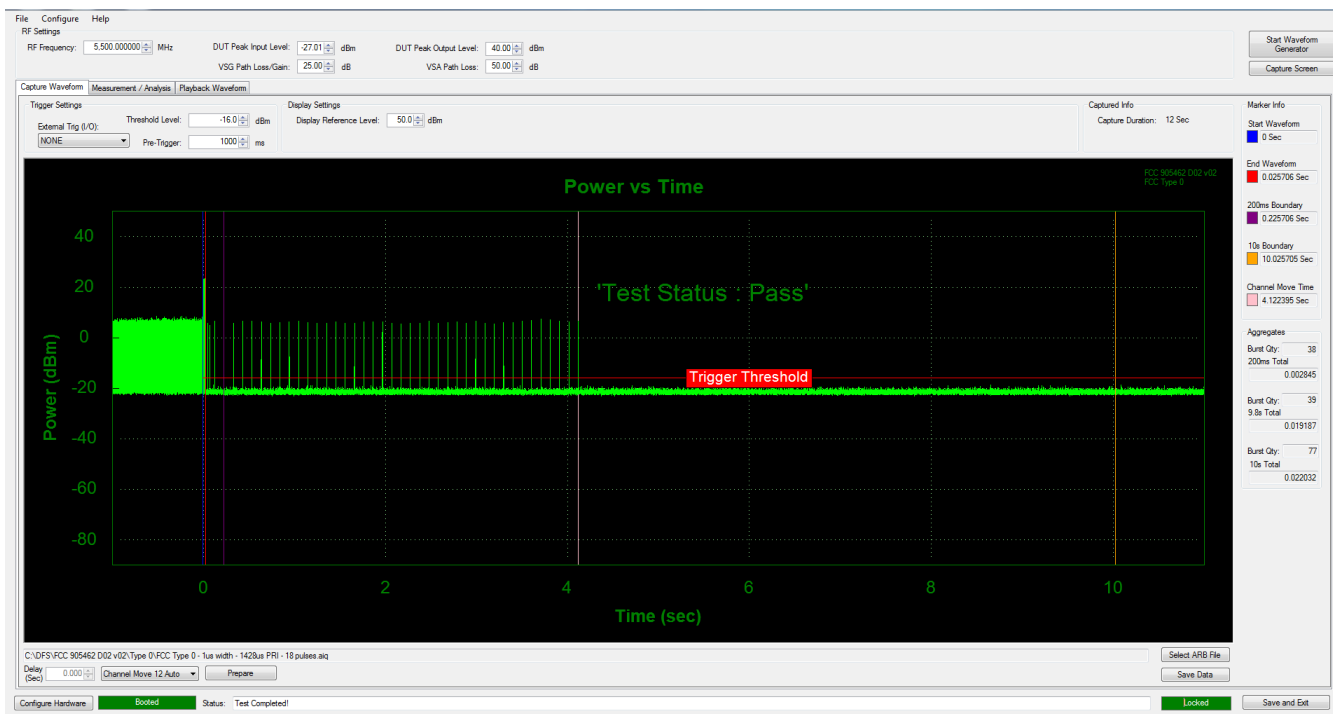 File Configure Help
RF Settings
RF Frequency: 5,500.000000 MHz DUT Peak Input Level: -27.01 dBm DUT Peak Output Level: 40.00 dBm
VSG Path Loss/Gain: 25.00 dB VSA Path Loss: 50.00 dB
Start Waveform
Generator
Capture Screen
Capture Waveform Measurement / Analysis Playback Waveform
Trigger Settings
External Trig (I/O):
NONE
Threshold Level: -16.0 dBm
Pre-Trigger: 1000 ms
Display Settings
Display Reference Level: 50.0 dBm
Captured Info
Capture Duration: 12 Sec
Power vs Time
FCC 905462 D02 v02
FCC Type 0
'Test Status : Pass'
Trigger Threshold
Power (dBm)
40
20
0
-20
-40
-60
-80
0 2 4 6 8 10
Time (sec)
Marker Info
Start Waveform
0 Sec
End Waveform
0.025706 Sec
200ms Boundary
0.225706 Sec
10s Boundary
10.025705 Sec
Channel Move Time
4.122395 Sec
Aggregates
Burst Qty: 38
200ms Total
0.002845
Burst Qty: 39
9.8s Total
0.019187
Burst Qty: 77
10s Total
0.022032
C:\DFS\FCC 905462 D02 v02\Type 0\FCC Type 0 - 1us width - 1428us PRI - 18 pulses.aiq
Select ARB File
Delay
(Sec) 0.000 Channel Move 12 Auto Prepare
Save Data
Configure Hardware Booted Status: Test Completed! Locked Save and Exit